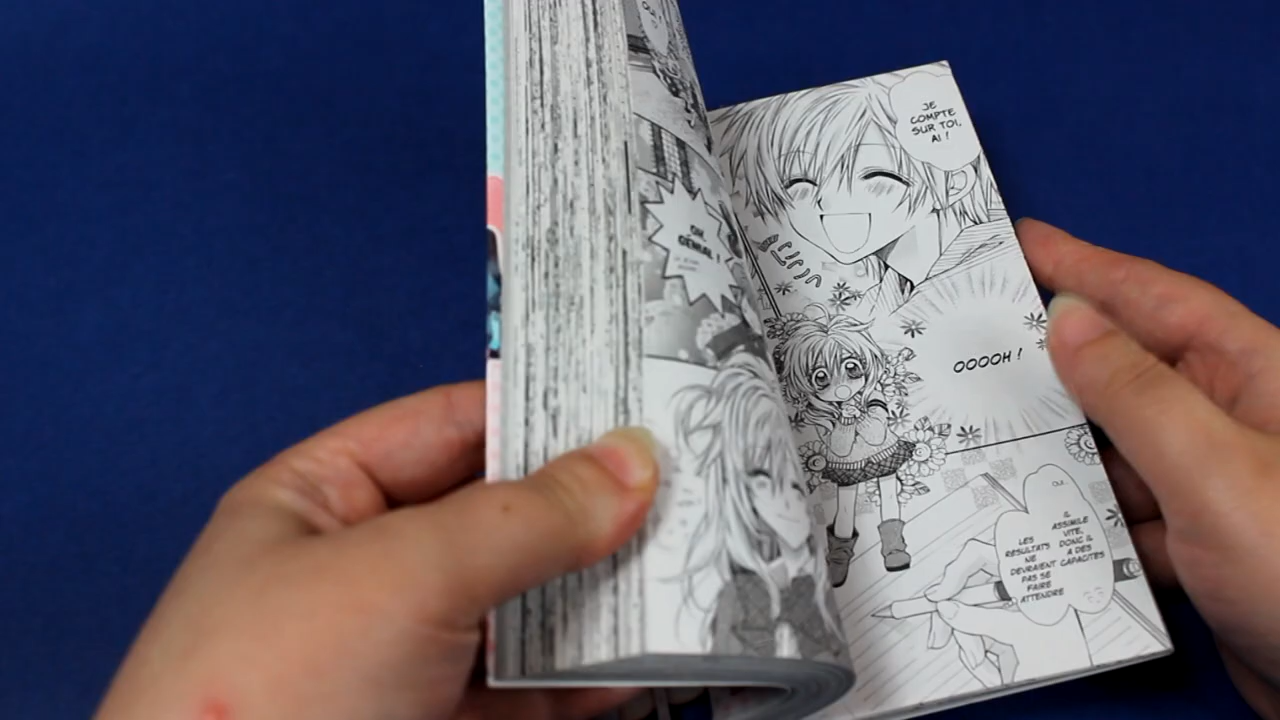 OH,
GÉNIAL !
JE
COMPTE
SUR TOI,
AI !
OOOOH !
OUI.
IL
ASSIMILE
VITE,
DONC IL
A DES
CAPACITÉS
LES
RÉSULTATS
NE
DEVRAIENT
PAS SE
FAIRE
ATTENDRE